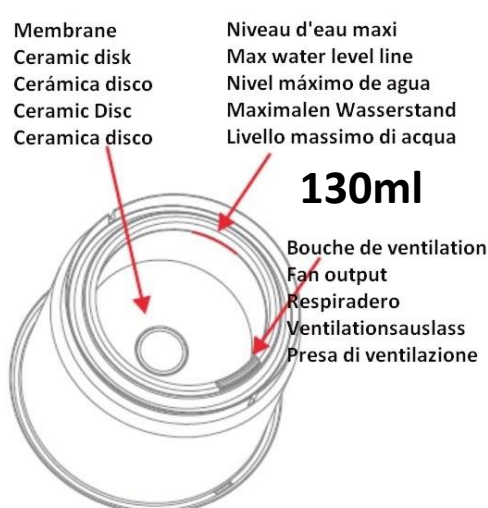 Membrane
Ceramic disk
Cerámica disco
Ceramic Disc
Ceramica disco
Niveau d'eau maxi
Max water level line
Nivel máximo de agua
Maximalen Wasserstand
Livello massimo di acqua
130ml
Bouche de ventilation
Fan output
Respiradero
Ventilationsauslass
Presa di ventilazione